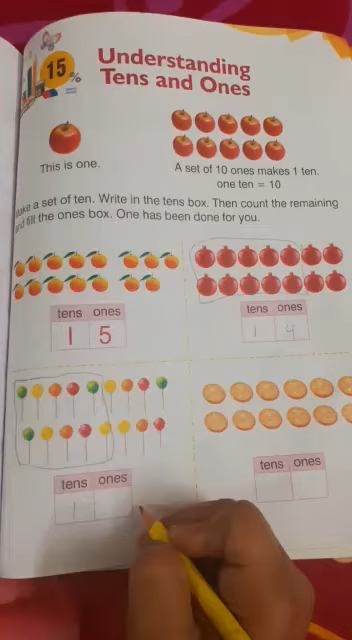 15
Understanding
Tens and Ones
This is one.
A set of 10 ones makes 1 ten.
one ten = 10
a set of ten. Write in the tens box. Then count the remaining
fill the ones box. One has been done for you.
tens ones
1 5
tens ones
1 4
tens ones
1
tens ones